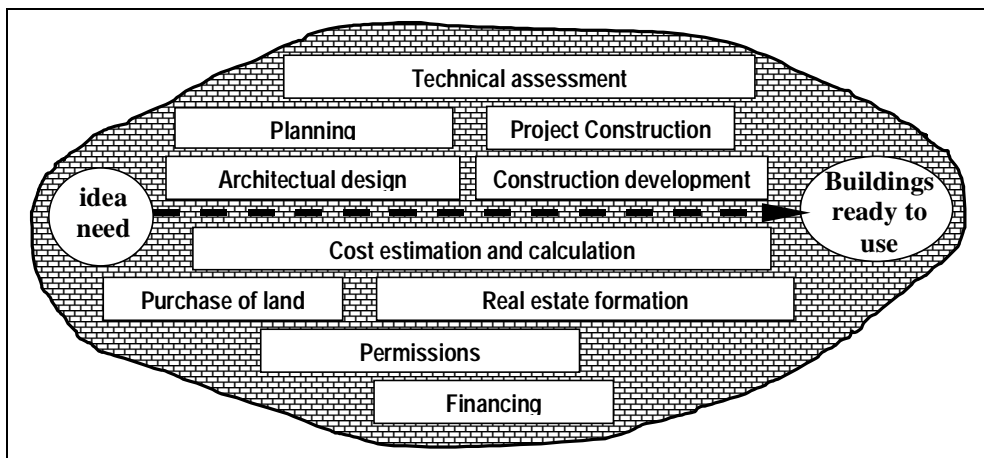 Technical assessment
Planning
Project Construction
Architectual design
Construction development
idea
need
Buildings
ready to
use
Cost estimation and calculation
Purchase of land
Real estate formation
Permissions
Financing